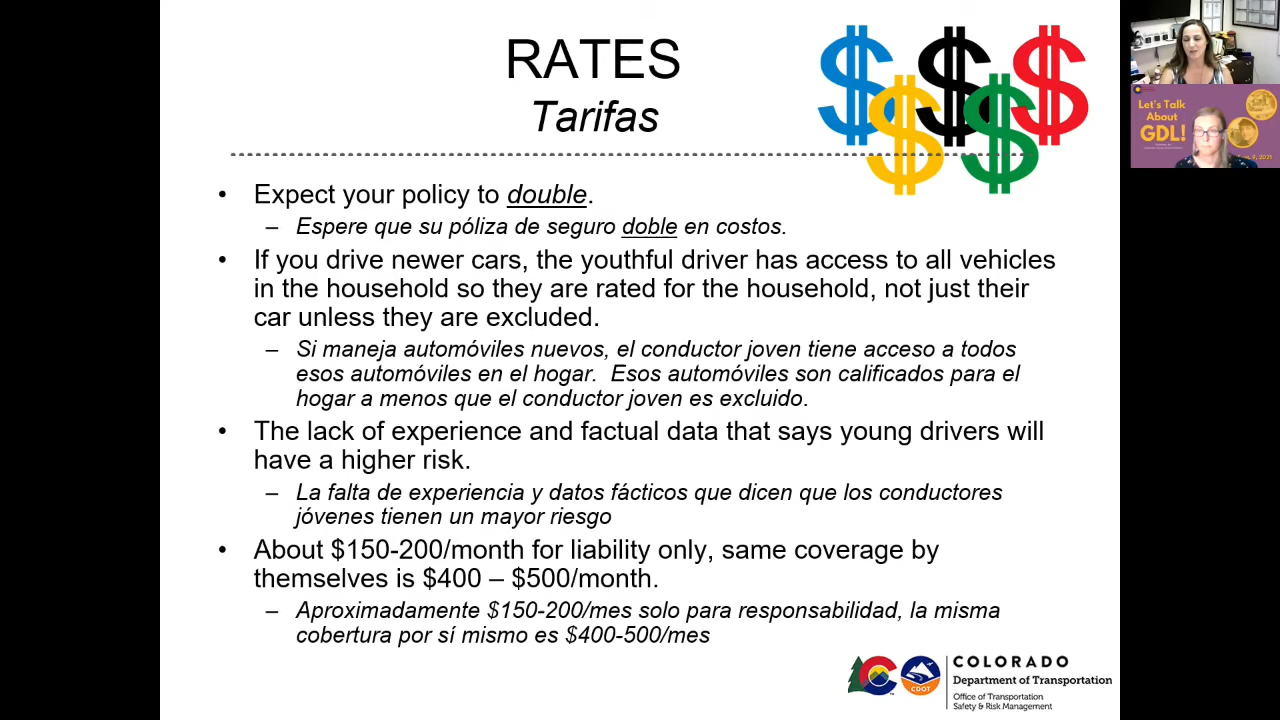 RATES
Tarifas
• Expect your policy to double.
– Espere que su póliza de seguro doble en costos.
• If you drive newer cars, the youthful driver has access to all vehicles
in the household so they are rated for the household, not just their
car unless they are excluded.
– Si maneja automóviles nuevos, el conductor joven tiene acceso a todos
esos automóviles en el hogar. Esos automóviles son calificados para el
hogar a menos que el conductor joven es excluido.
• The lack of experience and factual data that says young drivers will
have a higher risk.
– La falta de experiencia y datos fácticos que dicen que los conductores
jóvenes tienen un mayor riesgo
• About $150-200/month for liability only, same coverage by
themselves is $400 – $500/month.
– Aproximadamente $150-200/mes solo para responsabilidad, la misma
cobertura por sí mismo es $400-500/mes
CDOT
COLORADO
Department of Transportation
Office of Transportation
Safety & Risk Management
Let's Talk
About
GDL!
9, 2021